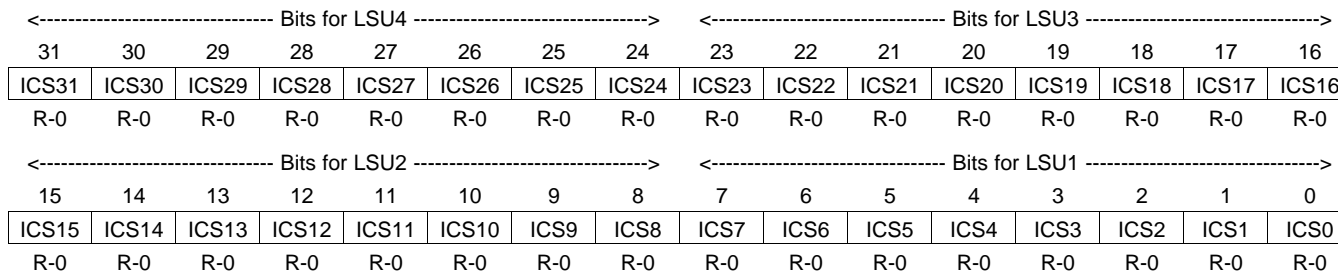 <-------------------------------- Bits for LSU4 --------------------------------> <-------------------------------- Bits for LSU3 -------------------------------->
31 30 29 28 27 26 25 24 23 22 21 20 19 18 17 16
ICS31 ICS30 ICS29 ICS28 ICS27 ICS26 ICS25 ICS24 ICS23 ICS22 ICS21 ICS20 ICS19 ICS18 ICS17 ICS16
R-0 R-0 R-0 R-0 R-0 R-0 R-0 R-0 R-0 R-0 R-0 R-0 R-0 R-0 R-0 R-0
<-------------------------------- Bits for LSU2 --------------------------------> <-------------------------------- Bits for LSU1 -------------------------------->
15 14 13 12 11 10 9 8 7 6 5 4 3 2 1 0
ICS15 ICS14 ICS13 ICS12 ICS11 ICS10 ICS9 ICS8 ICS7 ICS6 ICS5 ICS4 ICS3 ICS2 ICS1 ICS0
R-0 R-0 R-0 R-0 R-0 R-0 R-0 R-0 R-0 R-0 R-0 R-0 R-0 R-0 R-0 R-0